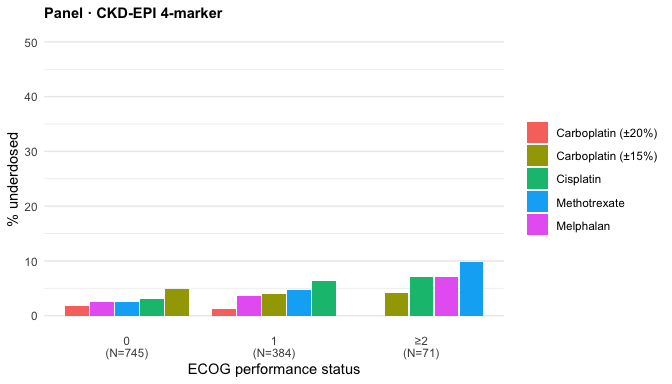 Panel · CKD-EPI 4-marker
% underdosed
50
40
30
20
10
0
0
(N=745)
1
(N=384)
≥2
(N=71)
ECOG performance status
Carboplatin (±20%)
Carboplatin (±15%)
Cisplatin
Methotrexate
Melphalan